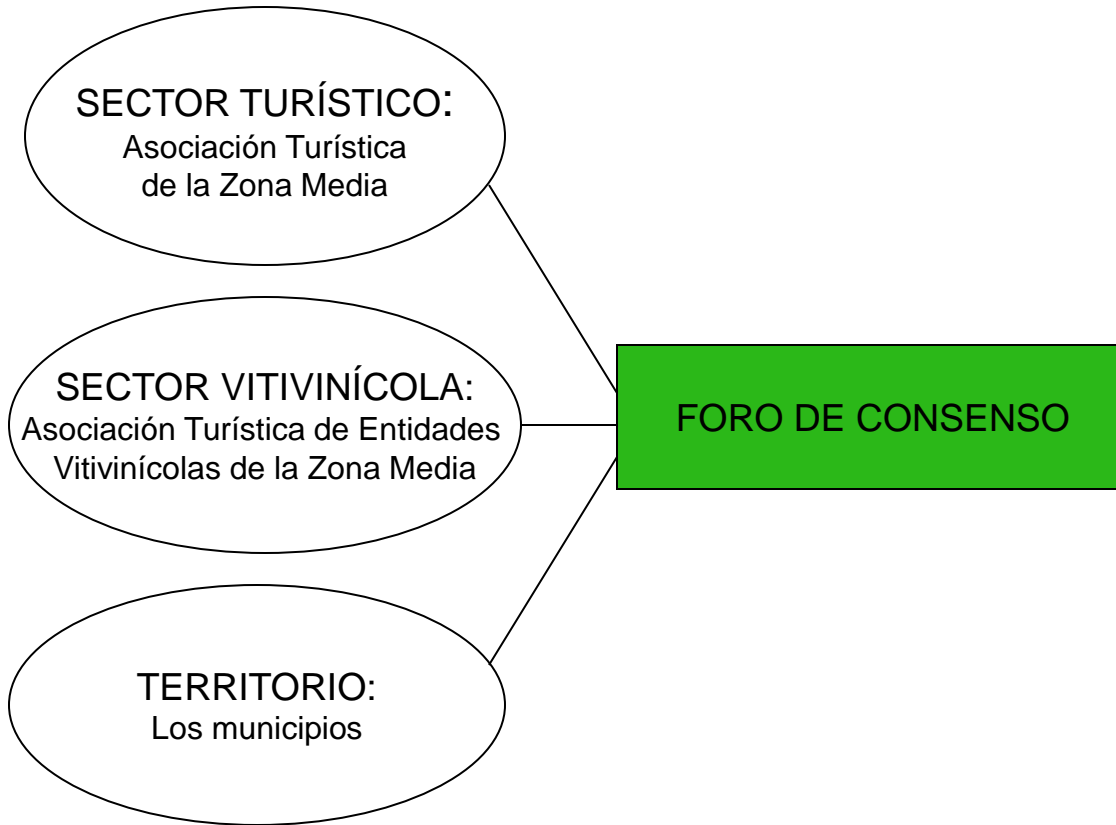 SECTOR TURÍSTICO:
Asociación Turística
de la Zona Media
SECTOR VITIVINÍCOLA:
Asociación Turística de Entidades
Vitivinícolas de la Zona Media
FORO DE CONSENSO
TERRITORIO:
Los municipios